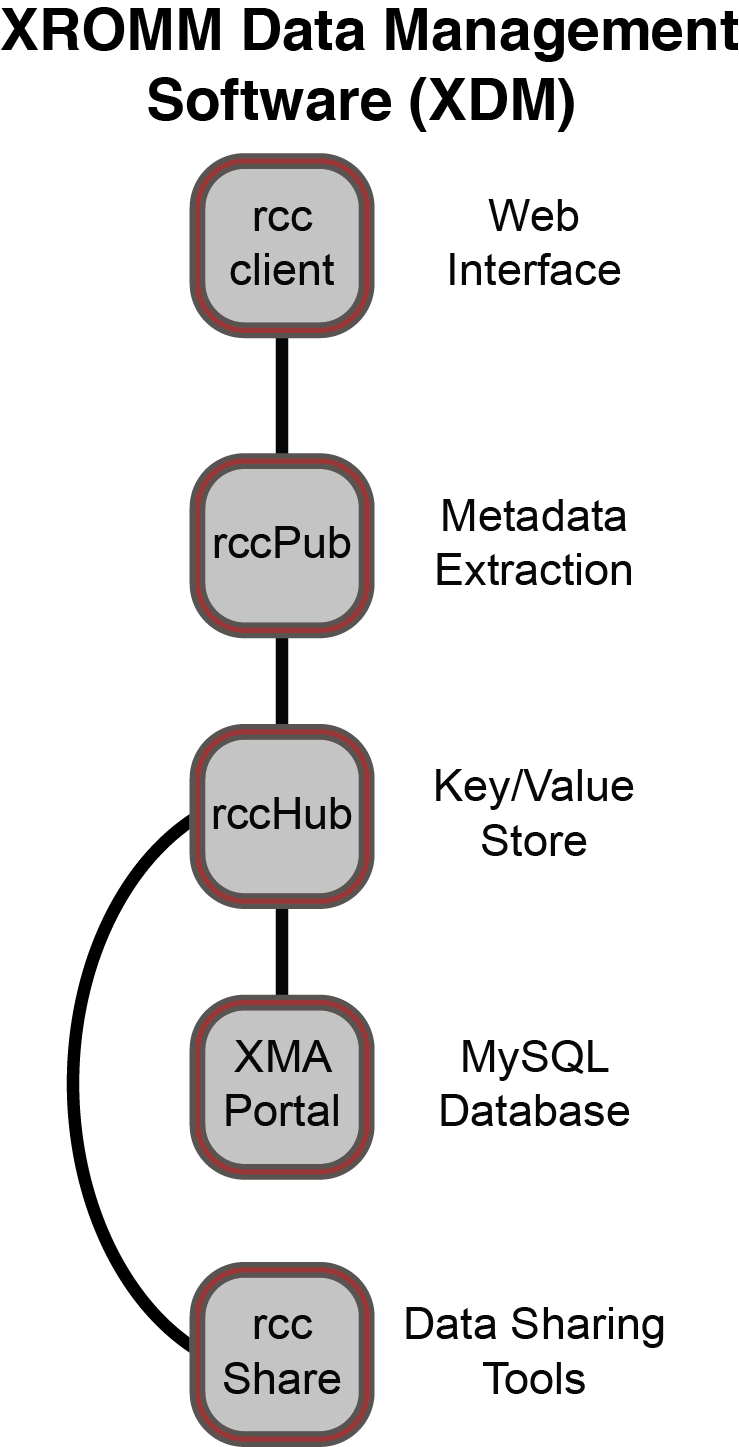 XROMM Data Management
Software (XDM)
rcc
client
Web
Interface
rccPub
Metadata
Extraction
rccHub
Key/Value
Store
XMA
Portal
MySQL
Database
rcc
Share
Data Sharing
Tools